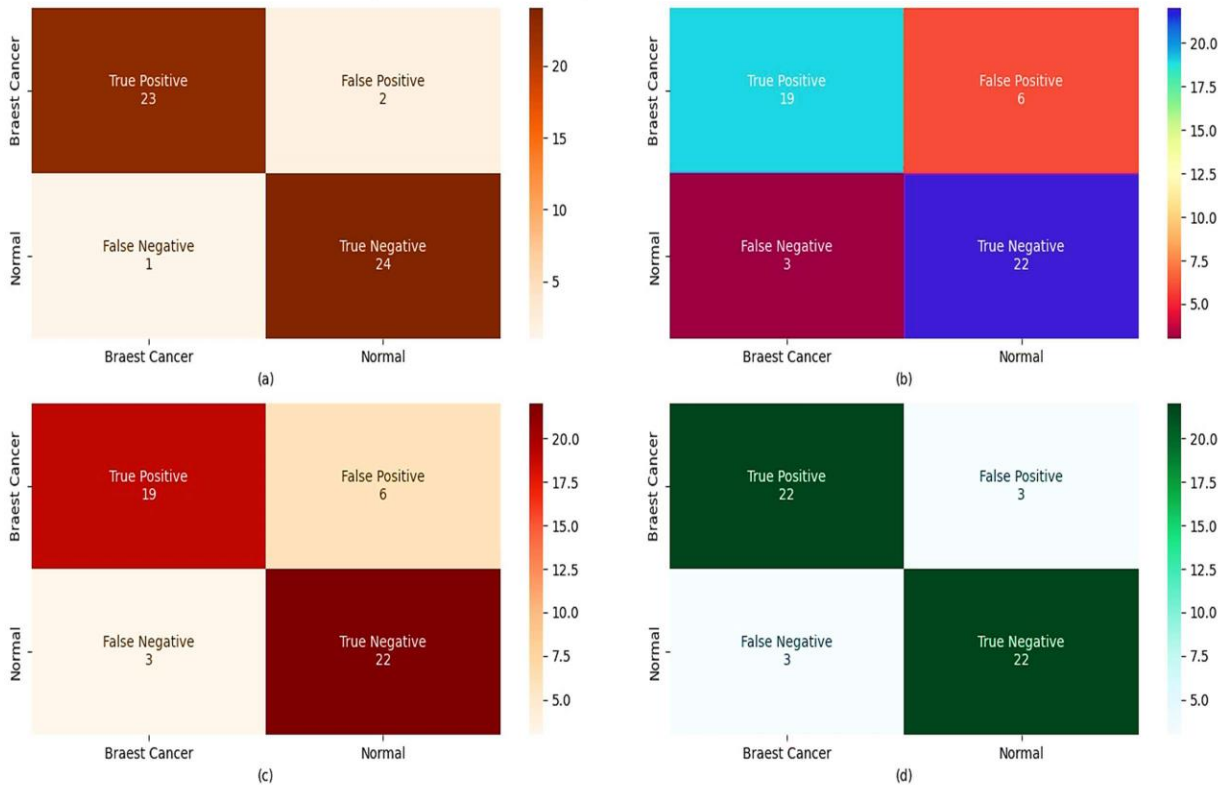 Braest Cancer
Normal
True Positive
23
False Positive
2
False Negative
1
True Negative
24
20
15
10
5
Braest Cancer
Normal
(a)
True Positive
19
False Positive
6
False Negative
3
True Negative
22
20.0
17.5
15.0
12.5
10.0
7.5
5.0
Braest Cancer
Normal
Braest Cancer
Normal
(b)
Braest Cancer
Normal
True Positive
19
False Positive
6
False Negative
3
True Negative
22
20.0
17.5
15.0
12.5
10.0
7.5
5.0
Braest Cancer
Normal
(c)
Braest Cancer
Normal
True Positive
22
False Positive
3
False Negative
3
True Negative
22
20.0
17.5
15.0
12.5
10.0
7.5
5.0
Braest Cancer
Normal
(d)